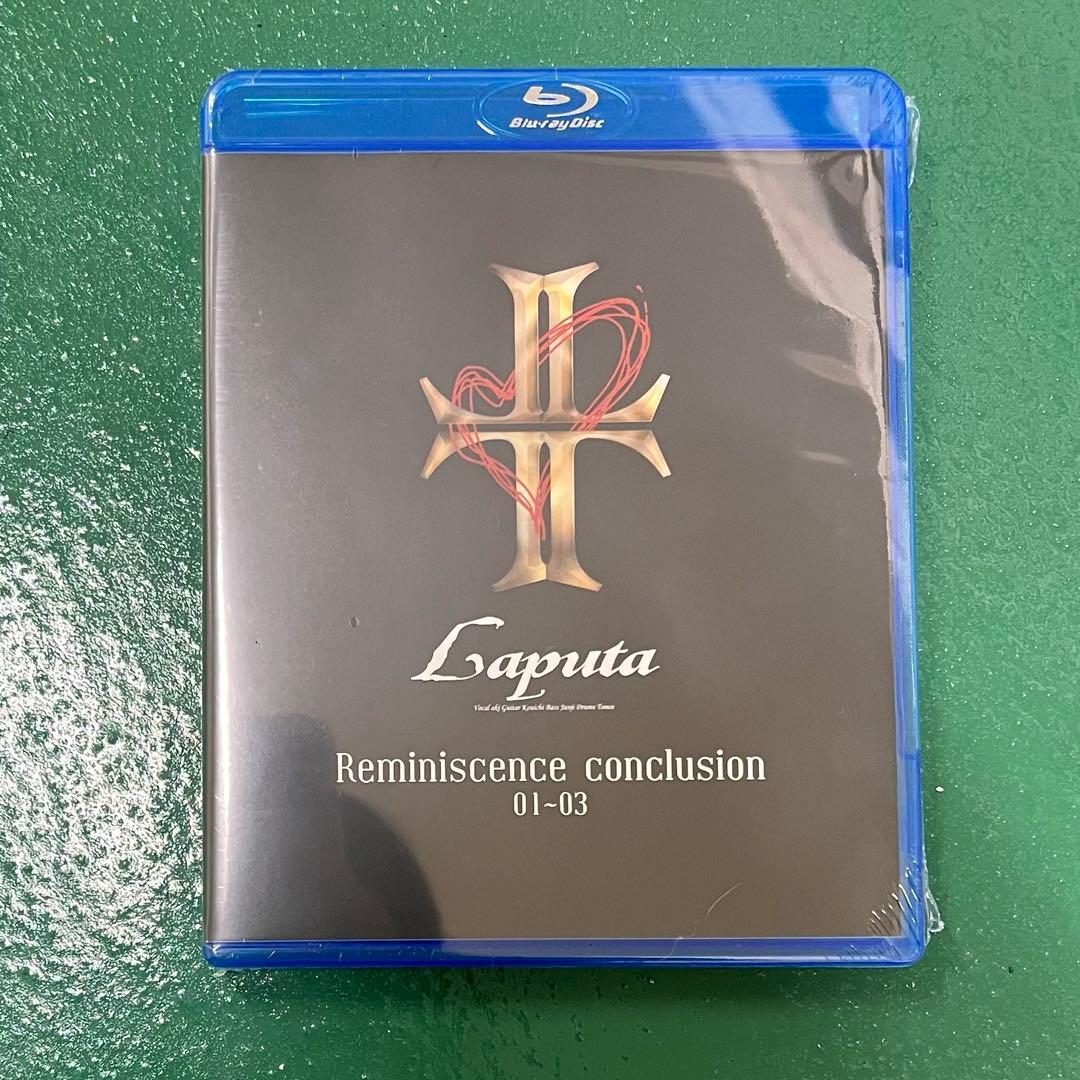 Blu-ray Disc
Laputa
Vocal aki Guitar Kouichi Bass Junji Drums Tomoi
Reminiscence conclusion
01~03